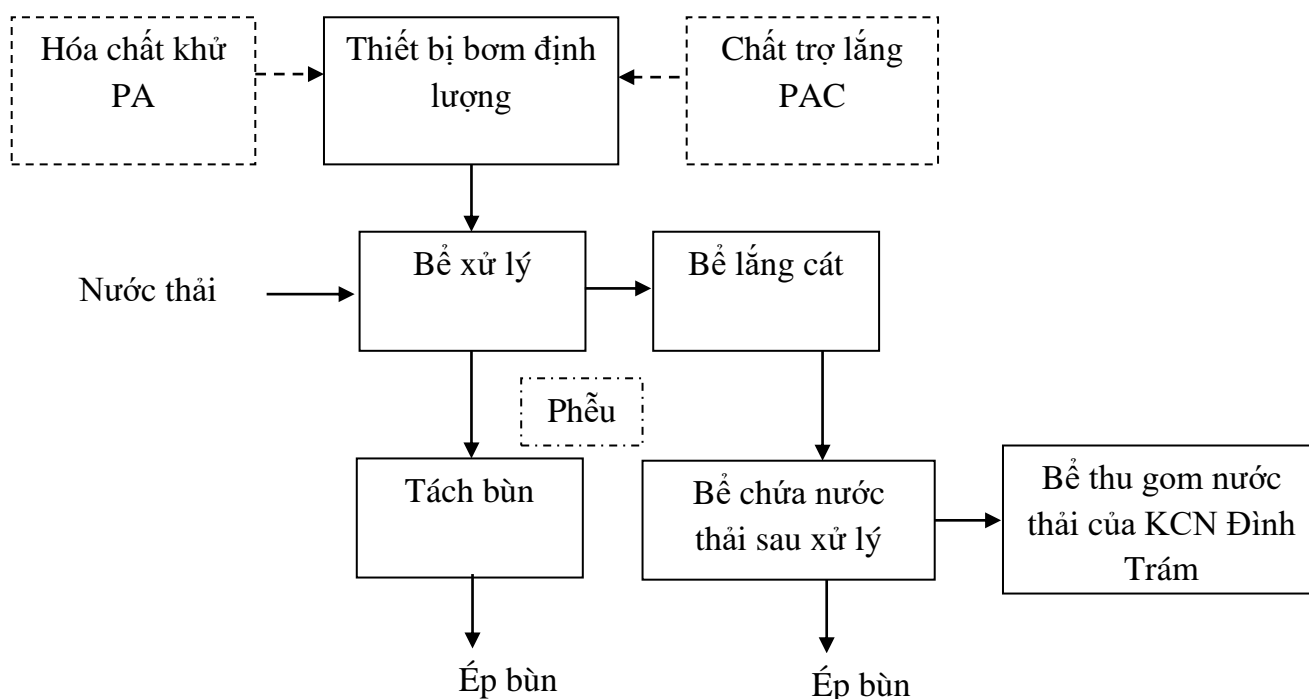 Hóa chất khử
PA
Thiết bị bơm định
lượng
Chất trợ lắng
PAC
Nước thải
Bể xử lý
Bể lắng cát
Phễu
Tách bùn
Bể chứa nước
thải sau xử lý
Bể thu gom nước
thải của KCN Đình
Trám
Ép bùn
Ép bùn